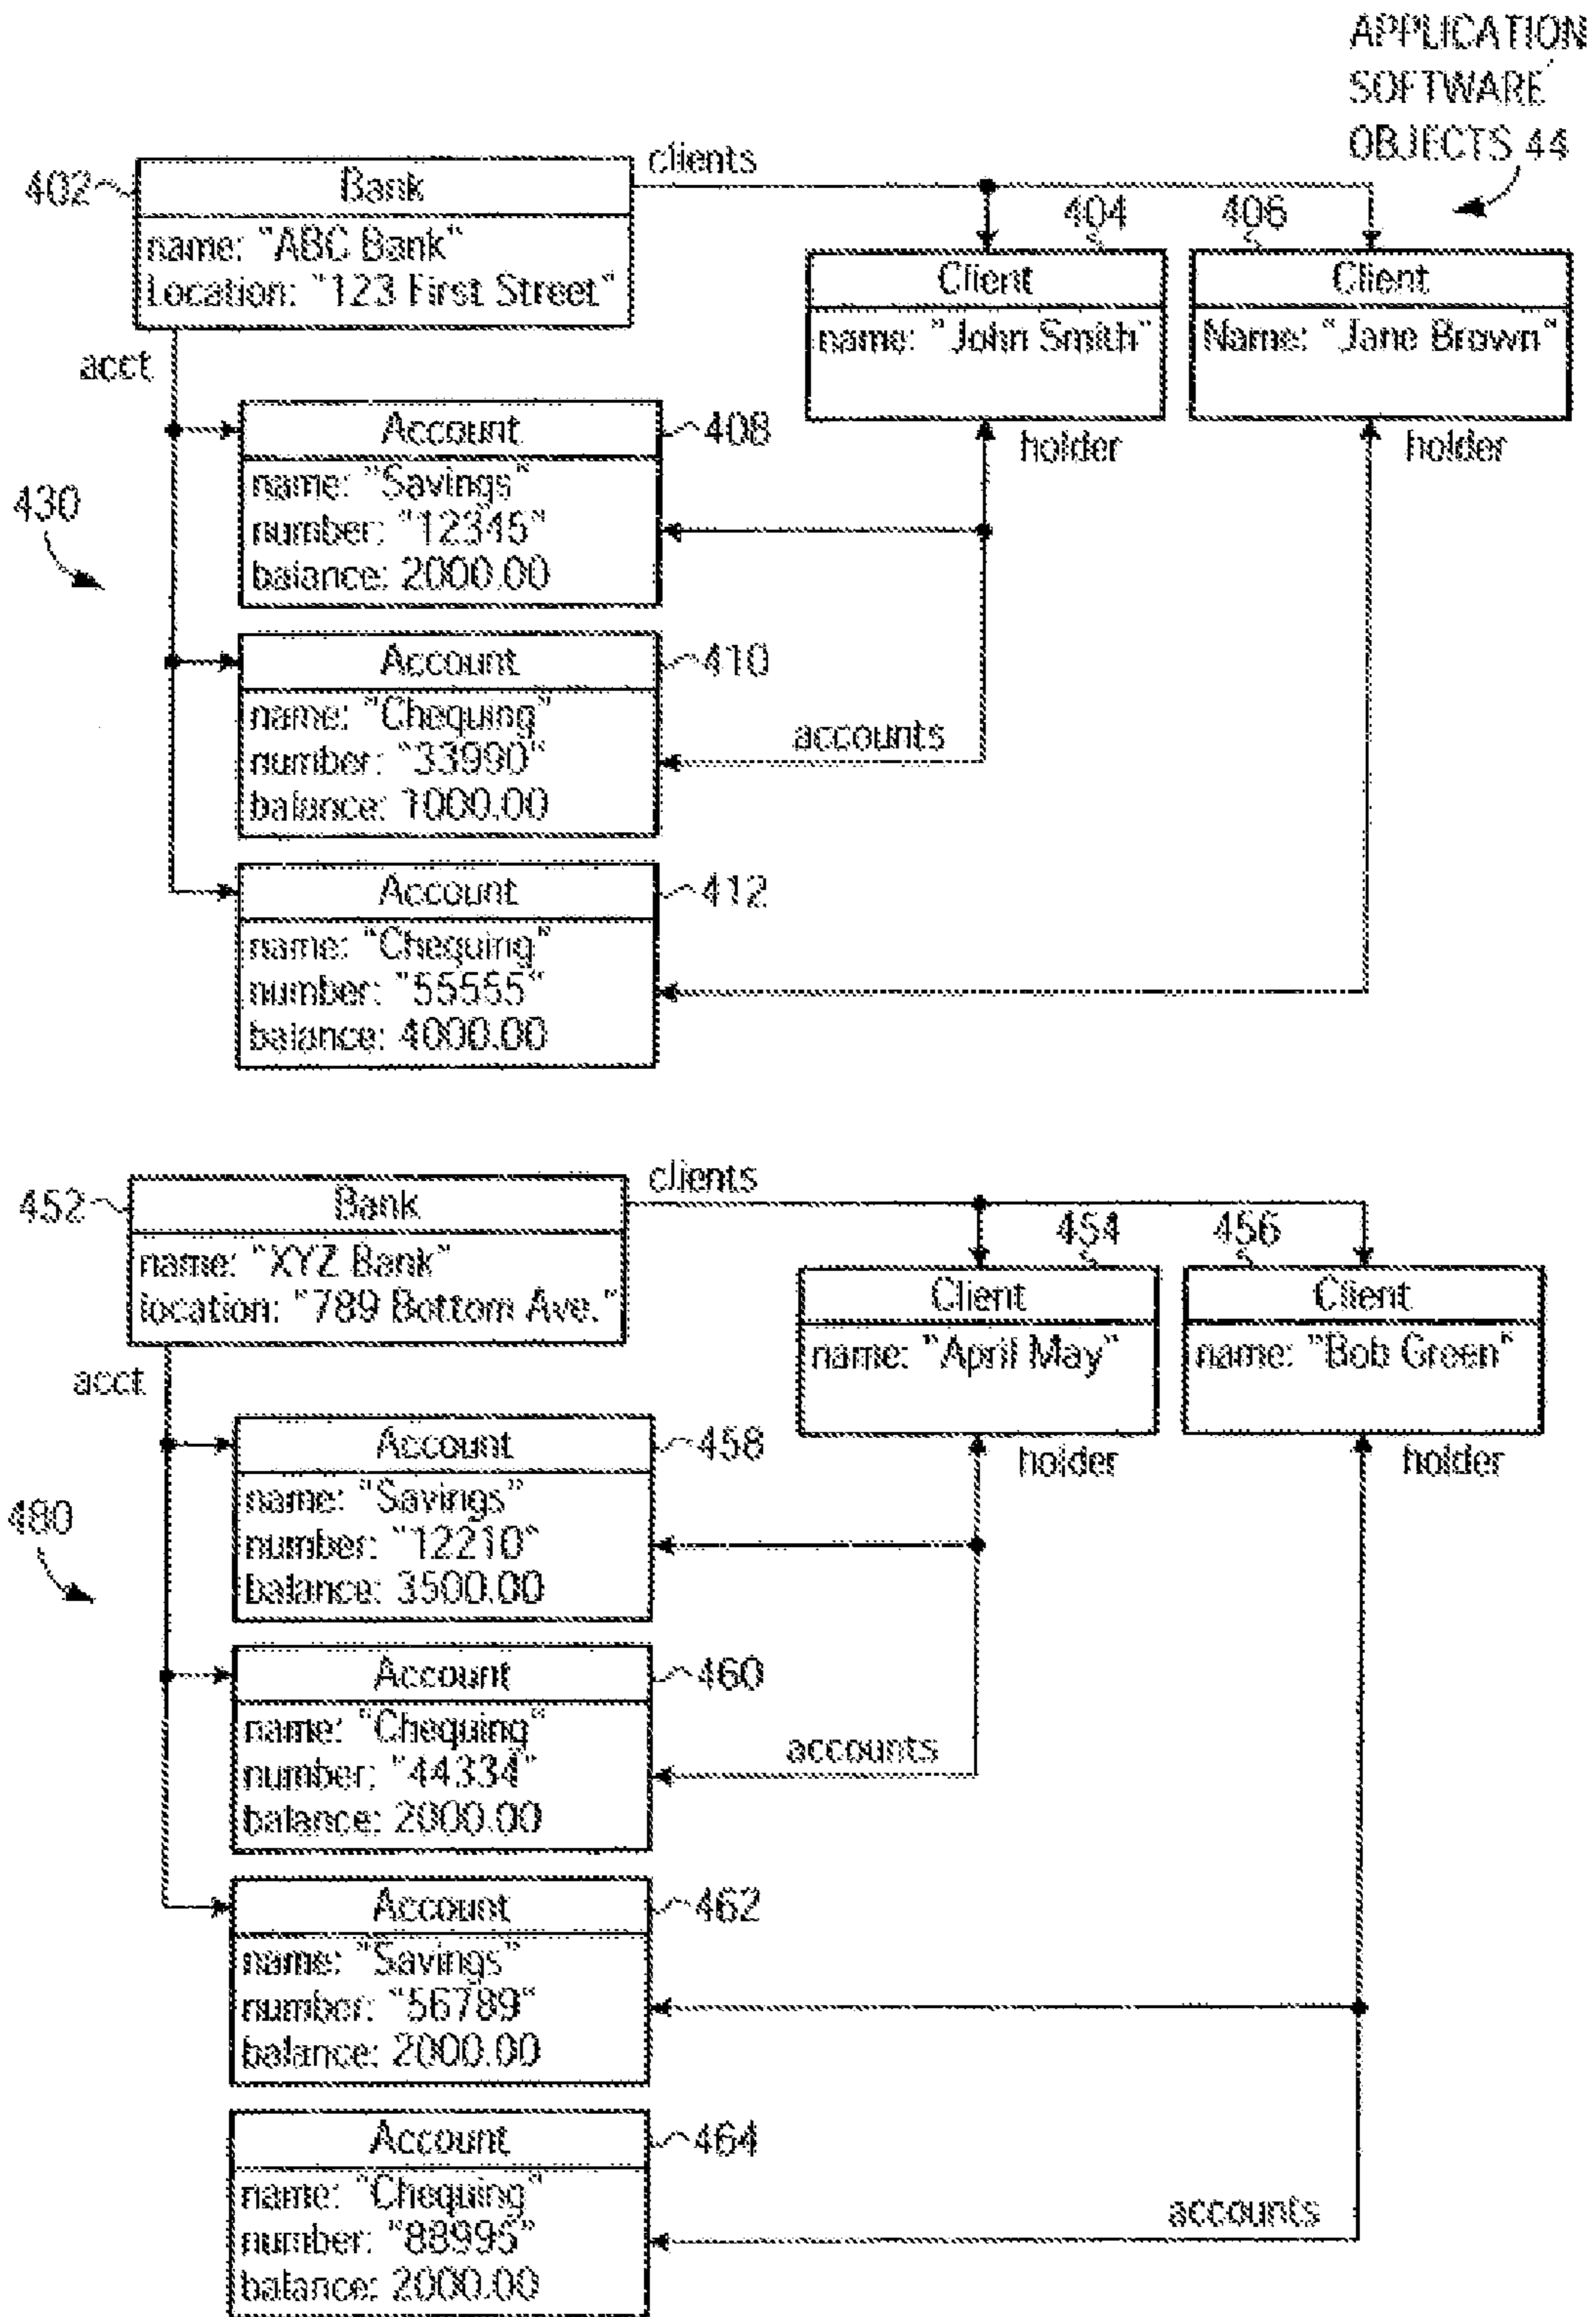 APPLICATION
SOFTWARE
OBJECTS 44
clients
402
Bank
name: "ABC Bank"
Location: "123 First Street"
404
406
Client
name: "John Smith"
Client
Name: "Jane Brown"
acct
holder
holder
430
Account
408
name: "Savings"
number: "12345"
balance: 2000.00
Account
410
name: "Chequing"
number: "33990"
balance: 1000.00
accounts
Account
412
name: "Chequing"
number: "55555"
balance: 4000.00
clients
452
Bank
name: "XYZ Bank"
location: "789 Bottom Ave."
454
456
Client
name: "April May"
Client
name: "Bob Green"
acct
holder
holder
480
Account
458
name: "Savings"
number: "12210"
balance: 3500.00
Account
460
name: "Chequing"
number: "44334"
balance: 2000.00
accounts
Account
462
name: "Savings"
number: "56789"
balance: 2000.00
Account
464
name: "Chequing"
number: "88995"
balance: 2000.00
accounts